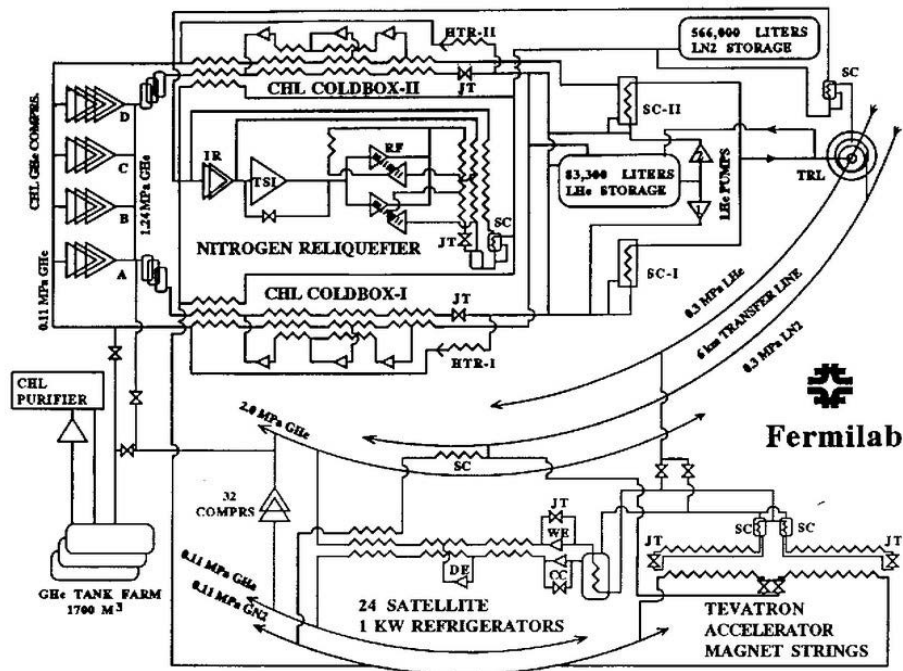 HTR-II
566,000 LITERS
LN2 STORAGE
SC
CHL COLDBOX-II
JT
SC-II
CHL GHe COMPRS.
D
C
B
A
1.24 MPa GHe
0.11 MPa GHe
IR
TSI
RF
SC
JT
NITROGEN RELIQUEFIER
83,300 LITERS
LHe STORAGE
2
1
LHe PUMPS
TRL
CHL COLDBOX-I
JT
SC-I
HTR-I
0.3 MPa LHe
6 km TRANSFER LINE
0.3 MPa LN2
CHL
PURIFIER
2.0 MPa GHe
SC
Fermilab
32
COMPRS
JT
WE
DE
CC
JT
SC
SC
JT
0.11 MPa GHe
0.11 MPa GN2
GHe TANK FARM
1700 M³
24 SATELLITE
1 KW REFRIGERATORS
TEVATRON
ACCELERATOR
MAGNET STRINGS